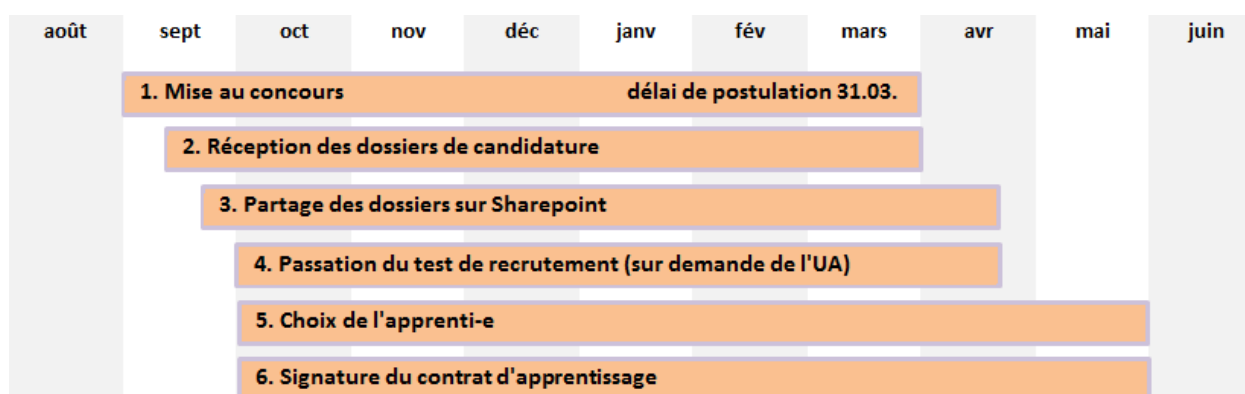 août sept oct nov déc janv fév mars avr mai juin
1. Mise au concours délai de postulation 31.03.
2. Réception des dossiers de candidature
3. Partage des dossiers sur Sharepoint
4. Passation du test de recrutement (sur demande de l'UA)
5. Choix de l'apprenti-e
6. Signature du contrat d'apprentissage